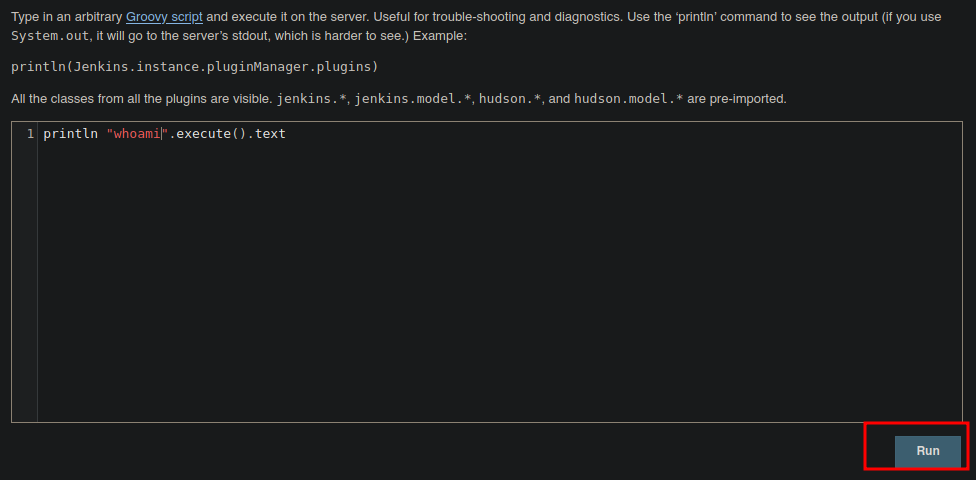 Type in an arbitrary Groovy script and execute it on the server. Useful for trouble-shooting and diagnostics. Use the ‘println’ command to see the output (if you use
System.out, it will go to the server’s stdout, which is harder to see.) Example:
println(Jenkins.instance.pluginManager.plugins)
All the classes from all the plugins are visible. jenkins.*, jenkins.model.*, hudson.*, and hudson.model.* are pre-imported.
1 println "whoami".execute().text
Run